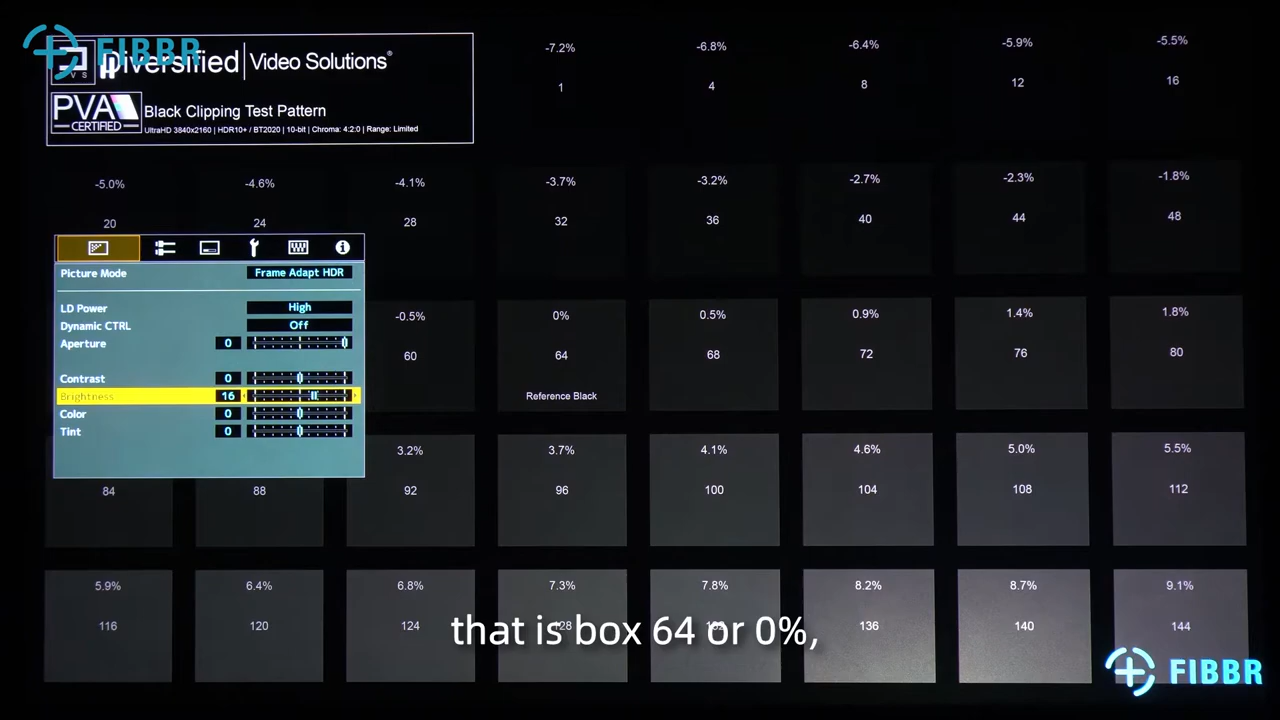 FIBBR
Diversified | Video Solutions®
DVS
PVA
CERTIFIED
Black Clipping Test Pattern
UltraHD 3840x2160 | HDR10+ / BT2020 | 10-bit | Chroma: 4:2:0 | Range: Limited
-7.2% -6.8% -6.4% -5.9% -5.5%
1 4 8 12 16
-5.0% -4.6% -4.1% -3.7% -3.2% -2.7% -2.3% -1.8%
20 24 28 32 36 40 44 48
Picture Mode Frame Adapt HDR
LD Power High
Dynamic CTRL Off
Aperture 0
Contrast 0
Brightness 16
Color 0
Tint 0
-0.5% 0% 0.5% 0.9% 1.4% 1.8%
60 64 68 72 76 80
Reference Black
3.2% 3.7% 4.1% 4.6% 5.0% 5.5%
84 88 92 96 100 104 108 112
5.9% 6.4% 6.8% 7.3% 7.8% 8.2% 8.7% 9.1%
116 120 124 128 132 136 140 144
that is box 64 or 0%,
FIBBR